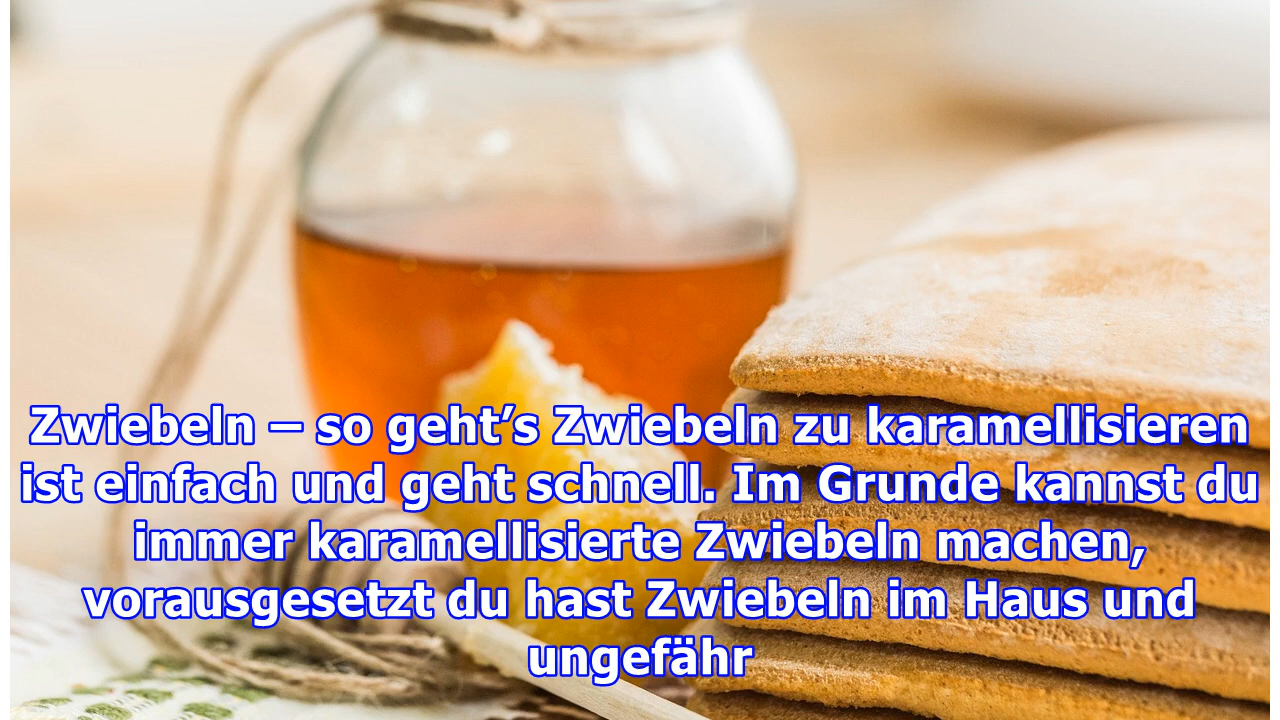 Zwiebeln – so geht’s Zwiebeln zu karamellisieren
ist einfach und geht schnell. Im Grunde kannst du
immer karamellisierte Zwiebeln machen,
vorausgesetzt du hast Zwiebeln im Haus und
ungefähr